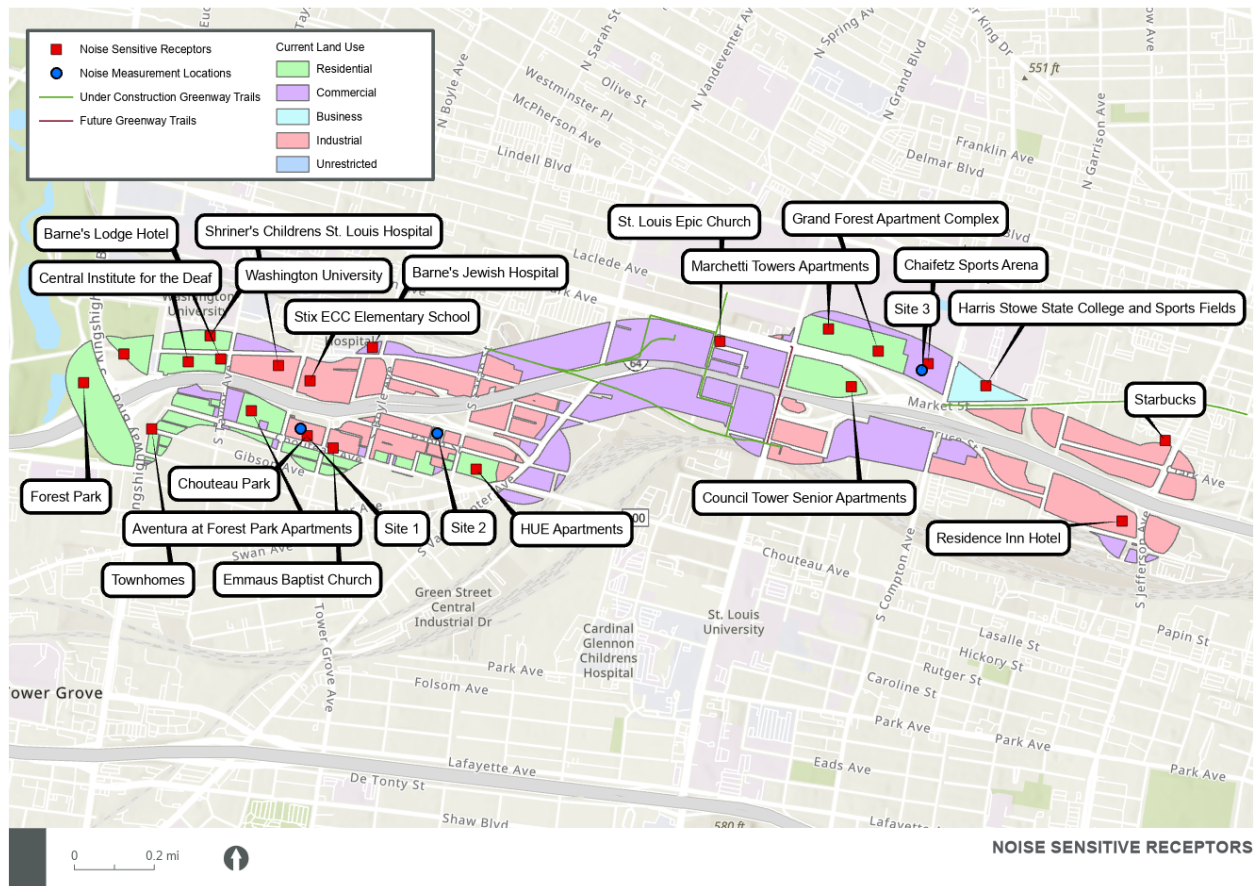 Noise Sensitive Receptors
Noise Measurement Locations
Under Construction Greenway Trails
Future Greenway Trails
Current Land Use
Residential
Commercial
Business
Industrial
Unrestricted
N Boyle Ave
N Sarah St
Olive St
Westminster Pl
McPherson Ave
Lindell Blvd
N Vandeventer Ave
N Spring Ave
N Grand Blvd
551 ft
Franklin Ave
Delmar Blvd
N Garrison Ave
Laclede Ave
Barne's Lodge Hotel
Shriner's Childrens St. Louis Hospital
Central Institute for the Deaf
Washington University
Barne's Jewish Hospital
Stix ECC Elementary School
St. Louis Epic Church
Grand Forest Apartment Complex
Marchetti Towers Apartments
Chaifetz Sports Arena
Site 3
Harris Stowe State College and Sports Fields
Washington
University
Hospital
64
Market St
Starbucks
Gibson Ave
Forest Park
Chouteau Park
Aventura at Forest Park Apartments
Site 1
Site 2
HUE Apartments
Council Tower Senior Apartments
Residence Inn Hotel
Townhomes
Emmaus Baptist Church
Swan Ave
Chouteau Ave
S Compton Ave
S Jefferson Ave
Tower Grove Ave
Green Street
Central
Industrial Dr
Cardinal
Glennon
Childrens
Hospital
St. Louis
University
Papin St
Lasalle St
Hickory St
Rutger St
Caroline St
Park Ave
Folsom Ave
Park Ave
Park Ave
Park Ave
Lafayette Ave
De Tonty St
Eads Ave
Shaw Blvd
580 ft
0
0.2 mi
NOISE SENSITIVE RECEPTORS